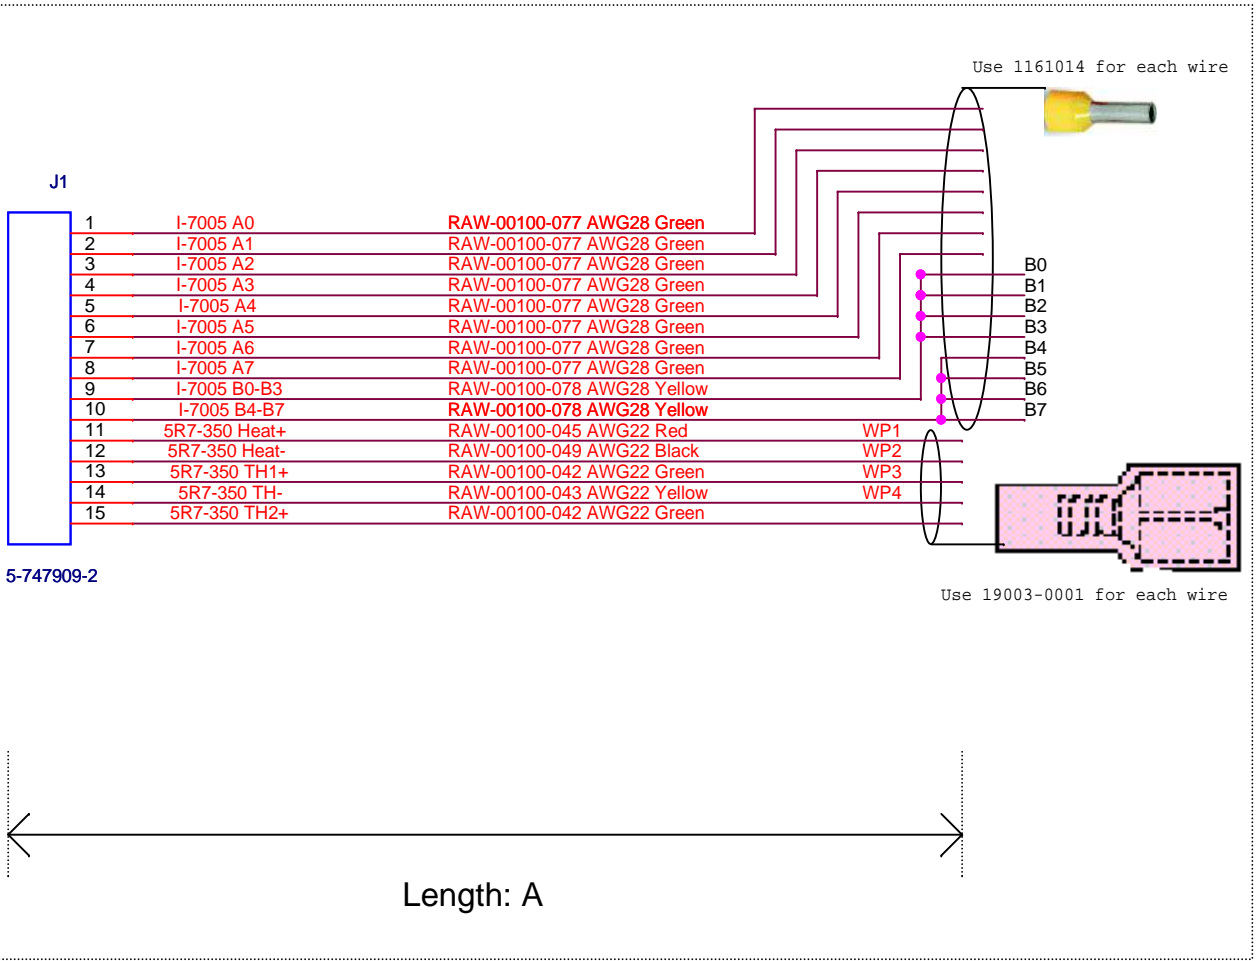 Use 1161014 for each wire
J1
1 I-7005 A0 RAW-00100-077 AWG28 Green
2 I-7005 A1 RAW-00100-077 AWG28 Green
3 I-7005 A2 RAW-00100-077 AWG28 Green B0
4 I-7005 A3 RAW-00100-077 AWG28 Green B1
5 I-7005 A4 RAW-00100-077 AWG28 Green B2
6 I-7005 A5 RAW-00100-077 AWG28 Green B3
7 I-7005 A6 RAW-00100-077 AWG28 Green B4
8 I-7005 A7 RAW-00100-077 AWG28 Green B5
9 I-7005 B0-B3 RAW-00100-078 AWG28 Yellow B6
10 I-7005 B4-B7 RAW-00100-078 AWG28 Yellow B7
11 5R7-350 Heat+ RAW-00100-045 AWG22 Red WP1
12 5R7-350 Heat- RAW-00100-049 AWG22 Black WP2
13 5R7-350 TH1+ RAW-00100-042 AWG22 Green WP3
14 5R7-350 TH- RAW-00100-043 AWG22 Yellow WP4
15 5R7-350 TH2+ RAW-00100-042 AWG22 Green
5-747909-2
Use 19003-0001 for each wire
Length: A